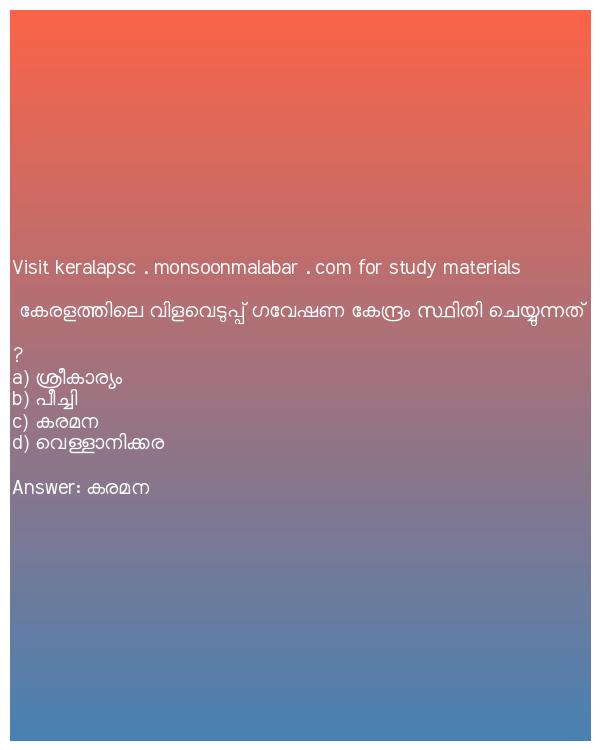 Visit keralapsc . monsoonmalabar . com for study materials
കേരളത്തിലെ വിളവെടുപ്പ് ഗവേഷണ കേന്ദ്രം സ്ഥിതി ചെയ്യുന്നത്
?
a) ശ്രീകാര്യം
b) പീച്ചി
c) കരമന
d) വെള്ളാനിക്കര
Answer: കരമന